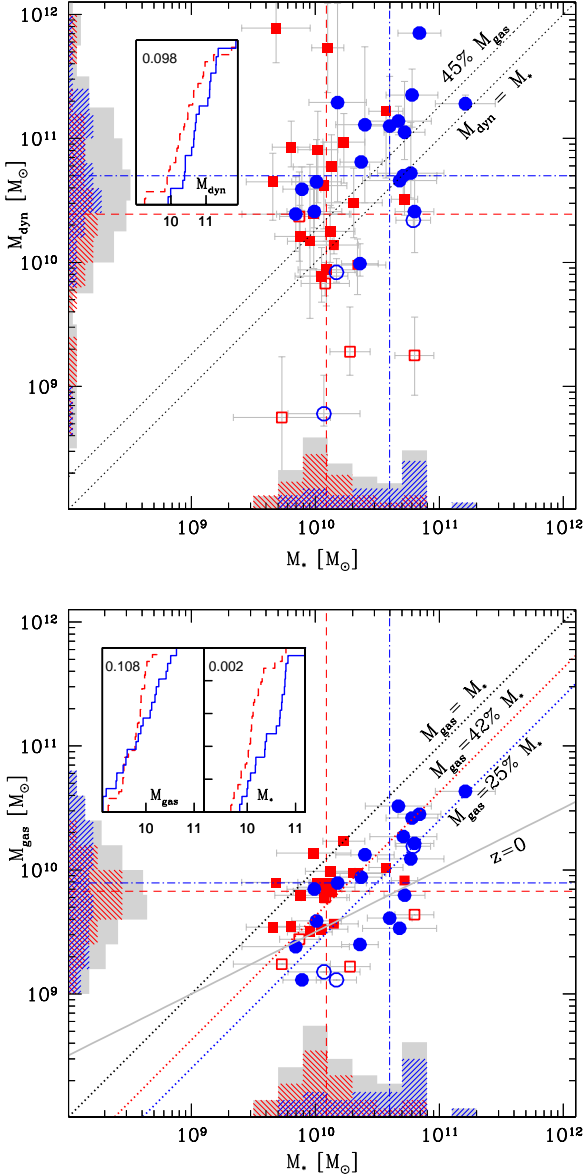 10¹²
10¹¹
10¹⁰
10⁹
M_dyn [M_⊙]
0.098
M_dyn
10 11
45% M_gas
M_dyn = M_*
10⁹ 10¹⁰ 10¹¹ 10¹²
M_* [M_⊙]
10¹²
10¹¹
10¹⁰
10⁹
M_gas [M_⊙]
0.108
M_gas
10 11
0.002
M_*
10 11
M_gas = M_*
M_gas =42% M_*
M_gas =25% M_*
z=0
10⁹ 10¹⁰ 10¹¹ 10¹²
M_* [M_⊙]